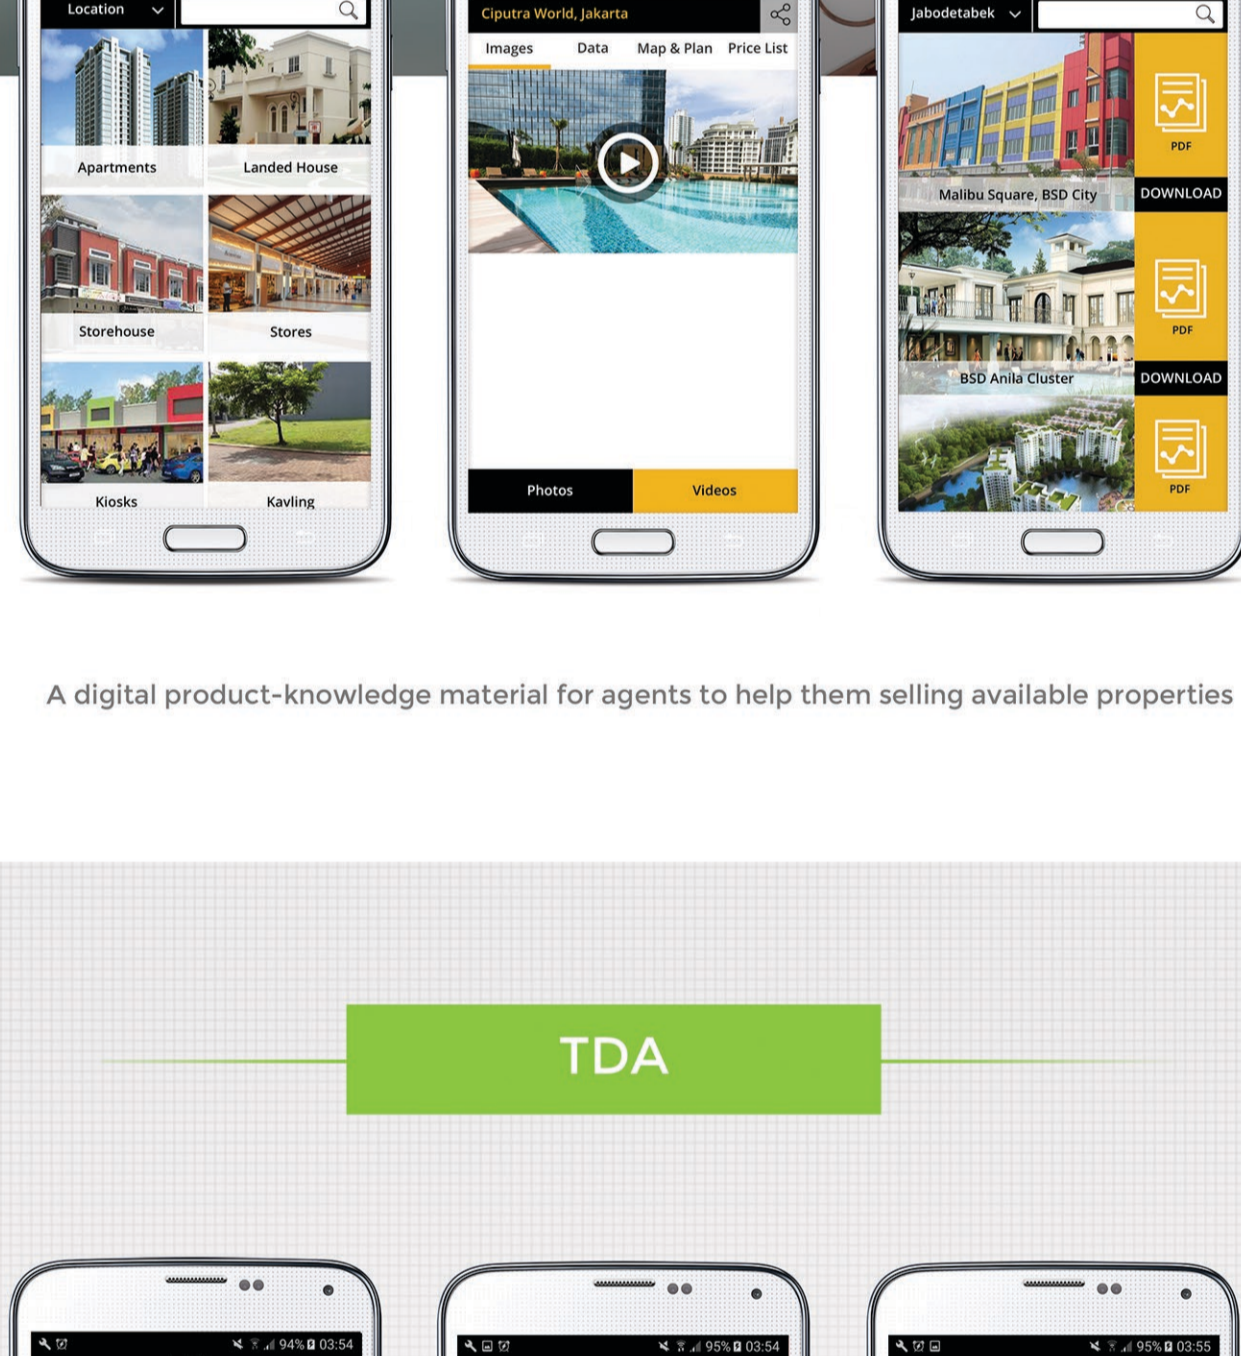 Location
Apartments
Landed House
Storehouse
Stores
Kiosks
Kavling
Ciputra World, Jakarta
Images Data Map & Plan Price List
Photos
Videos
Jabodetabek
PDF
Malibu Square, BSD City
DOWNLOAD
PDF
BSD Anila Cluster
DOWNLOAD
PDF
A digital product-knowledge material for agents to help them selling available properties
TDA
94% 03:54
95% 03:54
95% 03:55